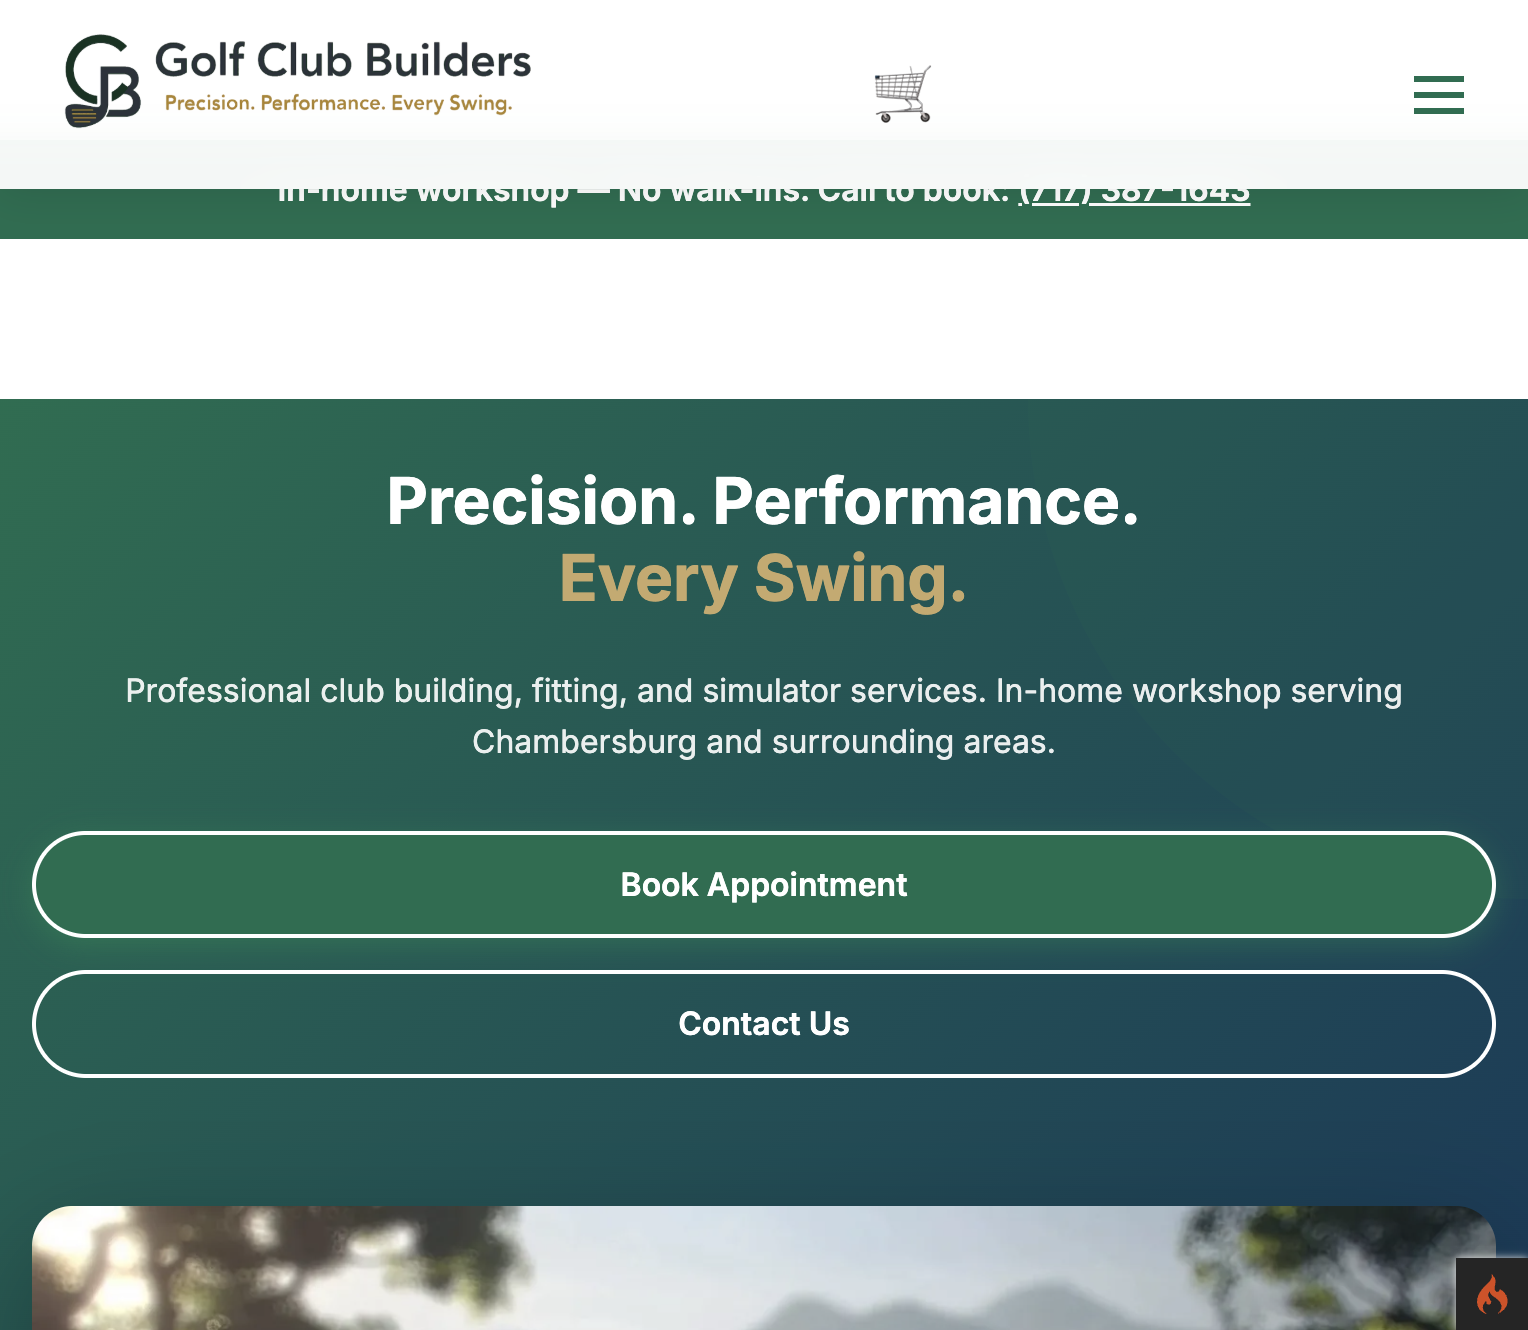 Golf Club Builders
Precision. Performance. Every Swing.
In-home workshop — No walk-ins. Call to book: (717) 387-1643
Precision. Performance.
Every Swing.
Professional club building, fitting, and simulator services. In-home workshop serving
Chambersburg and surrounding areas.
Book Appointment
Contact Us